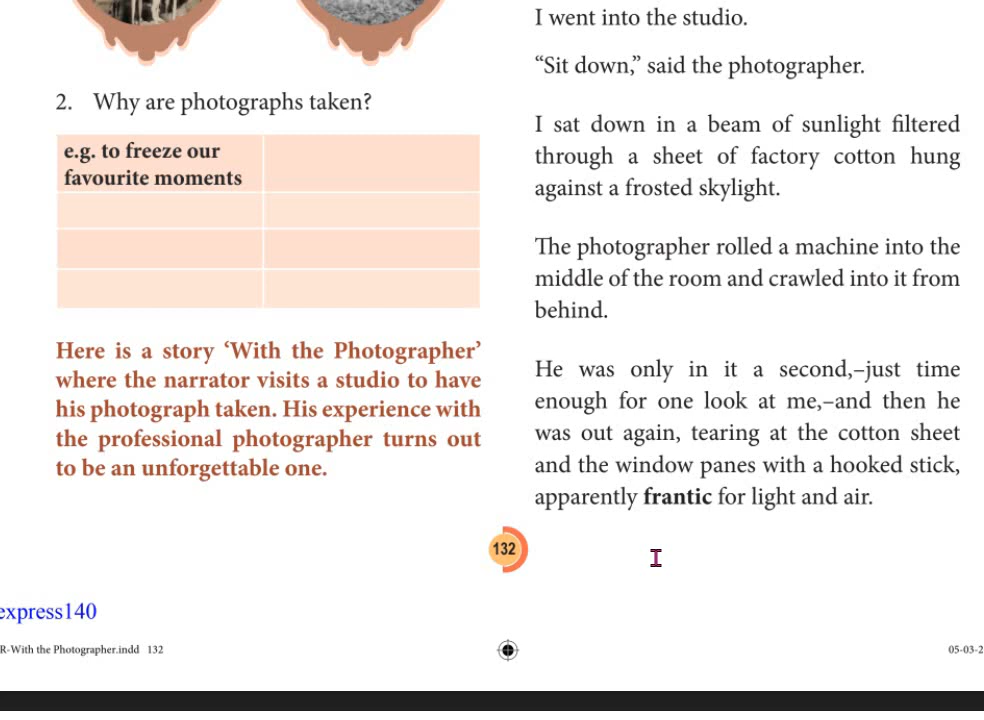 2. Why are photographs taken?
e.g. to freeze our
favourite moments
Here is a story ‘With the Photographer’
where the narrator visits a studio to have
his photograph taken. His experience with
the professional photographer turns out
to be an unforgettable one.
I went into the studio.
“Sit down,” said the photographer.
I sat down in a beam of sunlight filtered
through a sheet of factory cotton hung
against a frosted skylight.
The photographer rolled a machine into the
middle of the room and crawled into it from
behind.
He was only in it a second,–just time
enough for one look at me,–and then he
was out again, tearing at the cotton sheet
and the window panes with a hooked stick,
apparently frantic for light and air.
132
express140
R-With the Photographer.indd 132
05-03-2